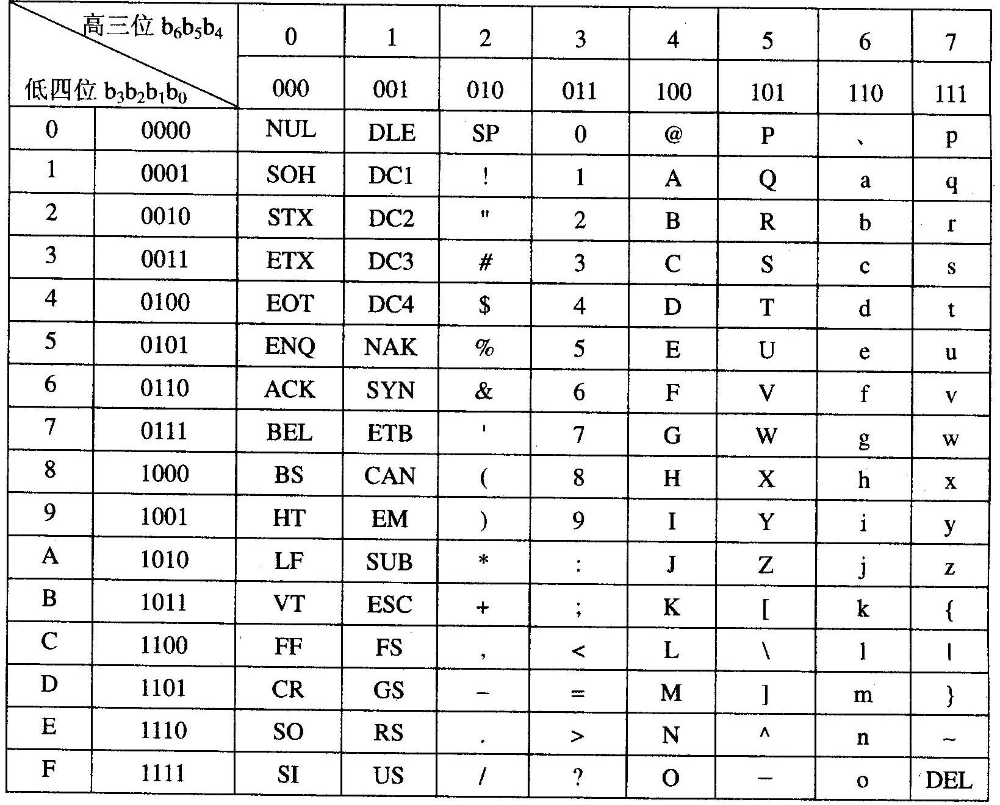 高三位 b₆b₅b₄ 0 1 2 3 4 5 6 7
低四位 b₃b₂b₁b₀ 000 001 010 011 100 101 110 111
0 0000 NUL DLE SP 0 @ P 、 p
1 0001 SOH DC1 ! 1 A Q a q
2 0010 STX DC2 " 2 B R b r
3 0011 ETX DC3 # 3 C S c s
4 0100 EOT DC4 $ 4 D T d t
5 0101 ENQ NAK % 5 E U e u
6 0110 ACK SYN & 6 F V f v
7 0111 BEL ETB ' 7 G W g w
8 1000 BS CAN ( 8 H X h x
9 1001 HT EM ) 9 I Y i y
A 1010 LF SUB * : J Z j z
B 1011 VT ESC + ; K [ k {
C 1100 FF FS , < L \ l |
D 1101 CR GS − = M ] m }
E 1110 SO RS . > N ^ n ~
F 1111 SI US / ? O − o DEL